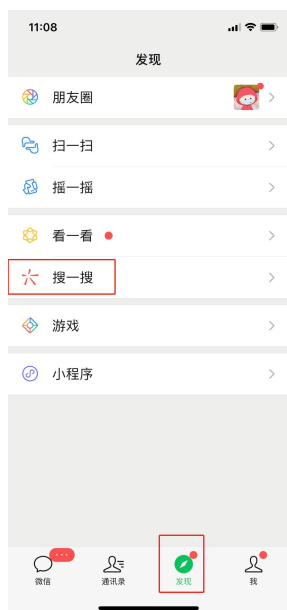 11:08
发现
朋友圈
扫一扫
摇一摇
看一看
搜一搜
游戏
小程序
微信
通讯录
发现
我